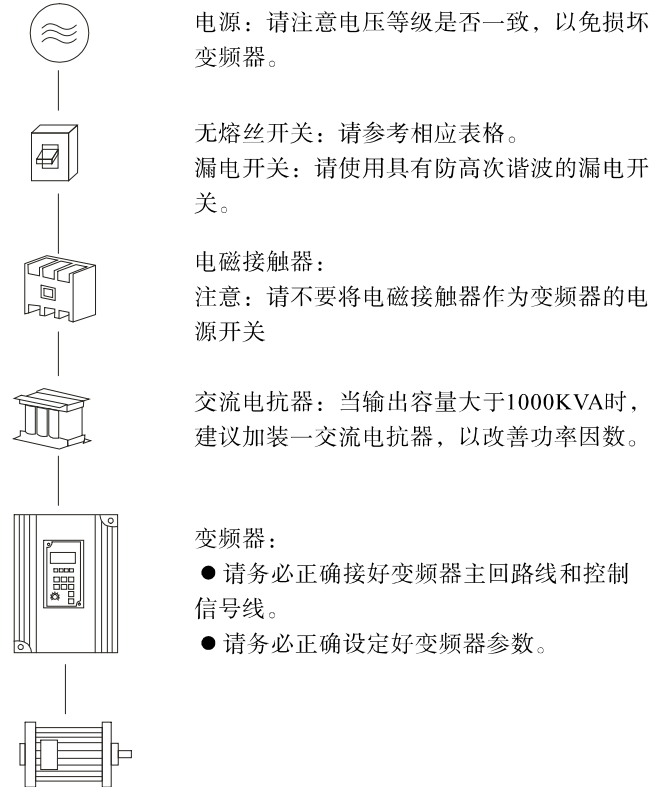 电源：请注意电压等级是否一致，以免损坏
变频器。
无熔丝开关：请参考相应表格。
漏电开关：请使用具有防高次谐波的漏电开
关。
电磁接触器：
注意：请不要将电磁接触器作为变频器的电
源开关
交流电抗器：当输出容量大于1000KVA时，
建议加装一交流电抗器，以改善功率因数。
变频器：
●请务必正确接好变频器主回路线和控制
信号线。
●请务必正确设定好变频器参数。